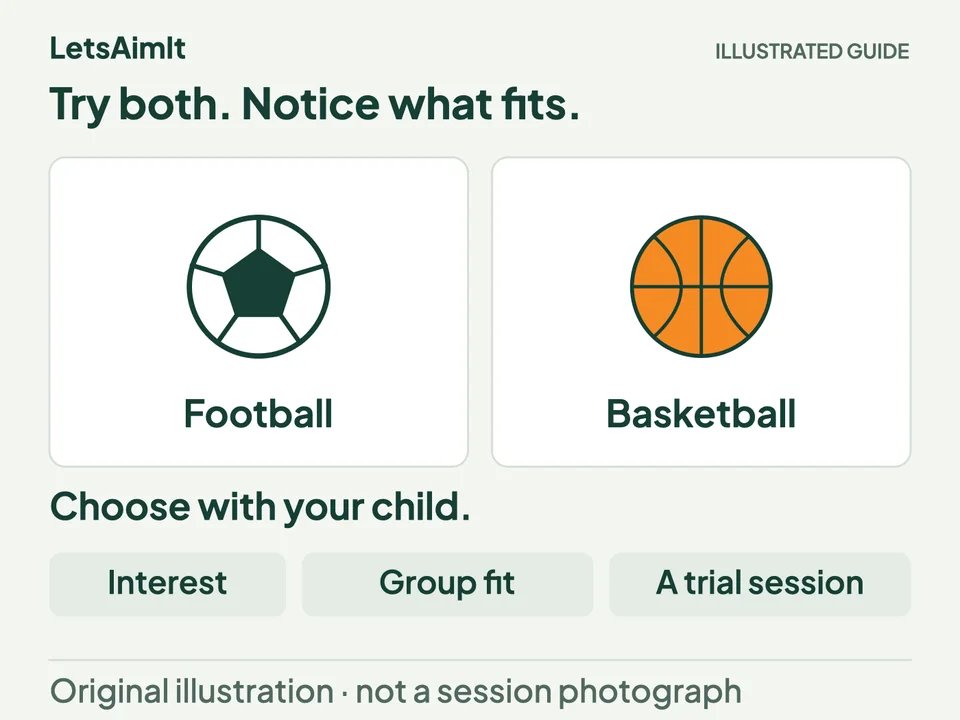 LetsAimIt
ILLUSTRATED GUIDE
Try both. Notice what fits.
Football
Basketball
Choose with your child.
Interest
Group fit
A trial session
Original illustration · not a session photograph